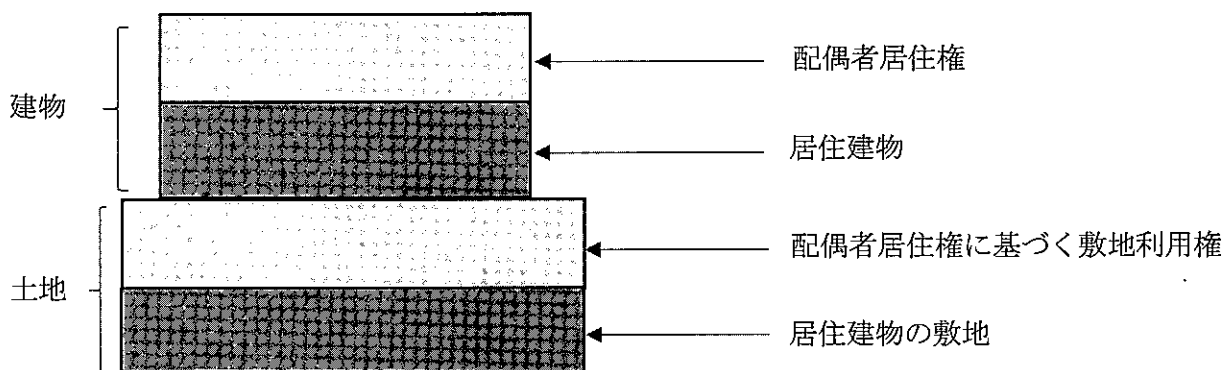 配偶者居住権
建物
居住建物
配偶者居住権に基づく敷地利用権
土地
居住建物の敷地